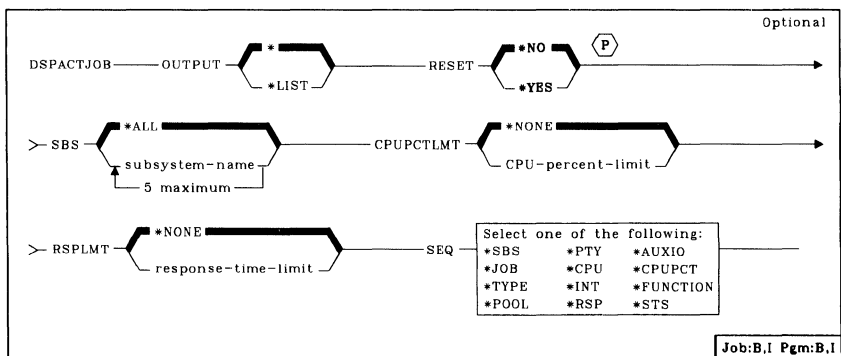 Optional
DSPACTJOB OUTPUT * *LIST RESET *NO *YES P
SBS *ALL subsystem-name 5 maximum CPUPCTLMT *NONE CPU-percent-limit
RSPLMT *NONE response-time-limit SEQ
Select one of the following:
*SBS *PTY *AUXIO
*JOB *CPU *CPUPCT
*TYPE *INT *FUNCTION
*POOL *RSP *STS
Job:B,I Pgm:B,I